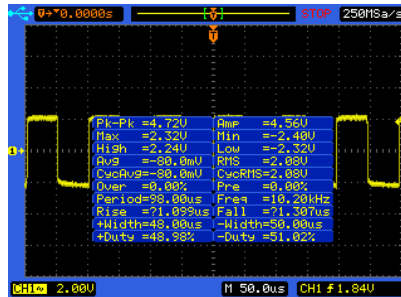 0.0000s STOP 250MSa/s
T
Pk-Pk =4.72V Amp =4.56V
Max =2.32V Min =-2.40V
High =2.24V Low =-2.32V
Avg =-80.0mV RMS =2.08V
CycAvg=-80.0mV CycRMS=2.08V
Over =0.00% Pre =0.00%
Period=98.00us Freq =10.20kHz
Rise =?1.099us Fall =?1.307us
+Width=48.00us -Width=50.00us
+Duty =48.98% -Duty =51.02%
1
CH1~ 2.00V M 50.0us CH1 1.84V